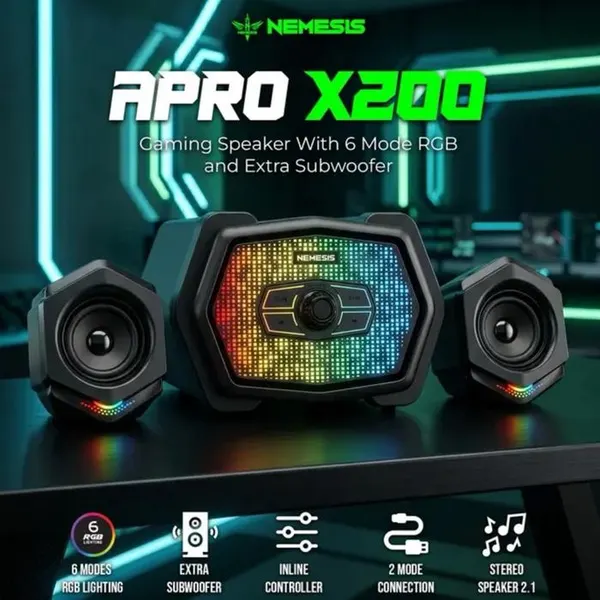 NEMESIS
APRO X200
Gaming Speaker With 6 Mode RGB
and Extra Subwoofer
NEMESIS
6
RGB
LIGHTING
6 MODES
RGB LIGHTING
EXTRA
SUBWOOFER
INLINE
CONTROLLER
2 MODE
CONNECTION
STEREO
SPEAKER 2.1